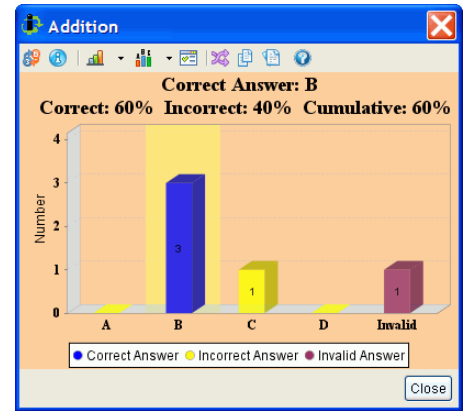 Addition
Correct Answer: B
Correct: 60% Incorrect: 40% Cumulative: 60%
4
3
2
1
0
Number
3
1
1
A B C D Invalid
Correct Answer Incorrect Answer Invalid Answer
Close